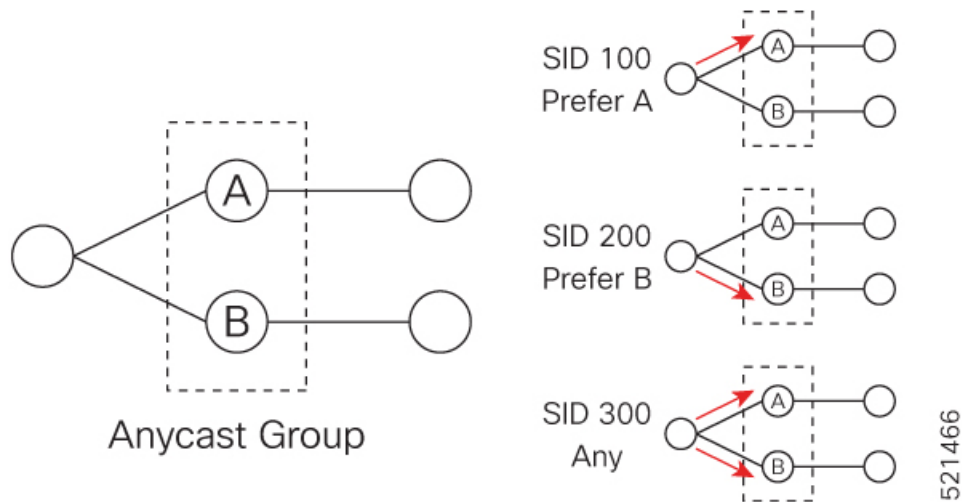 A
B
Anycast Group
SID 100
Prefer A
A
B
SID 200
Prefer B
A
B
SID 300
Any
A
B
521466